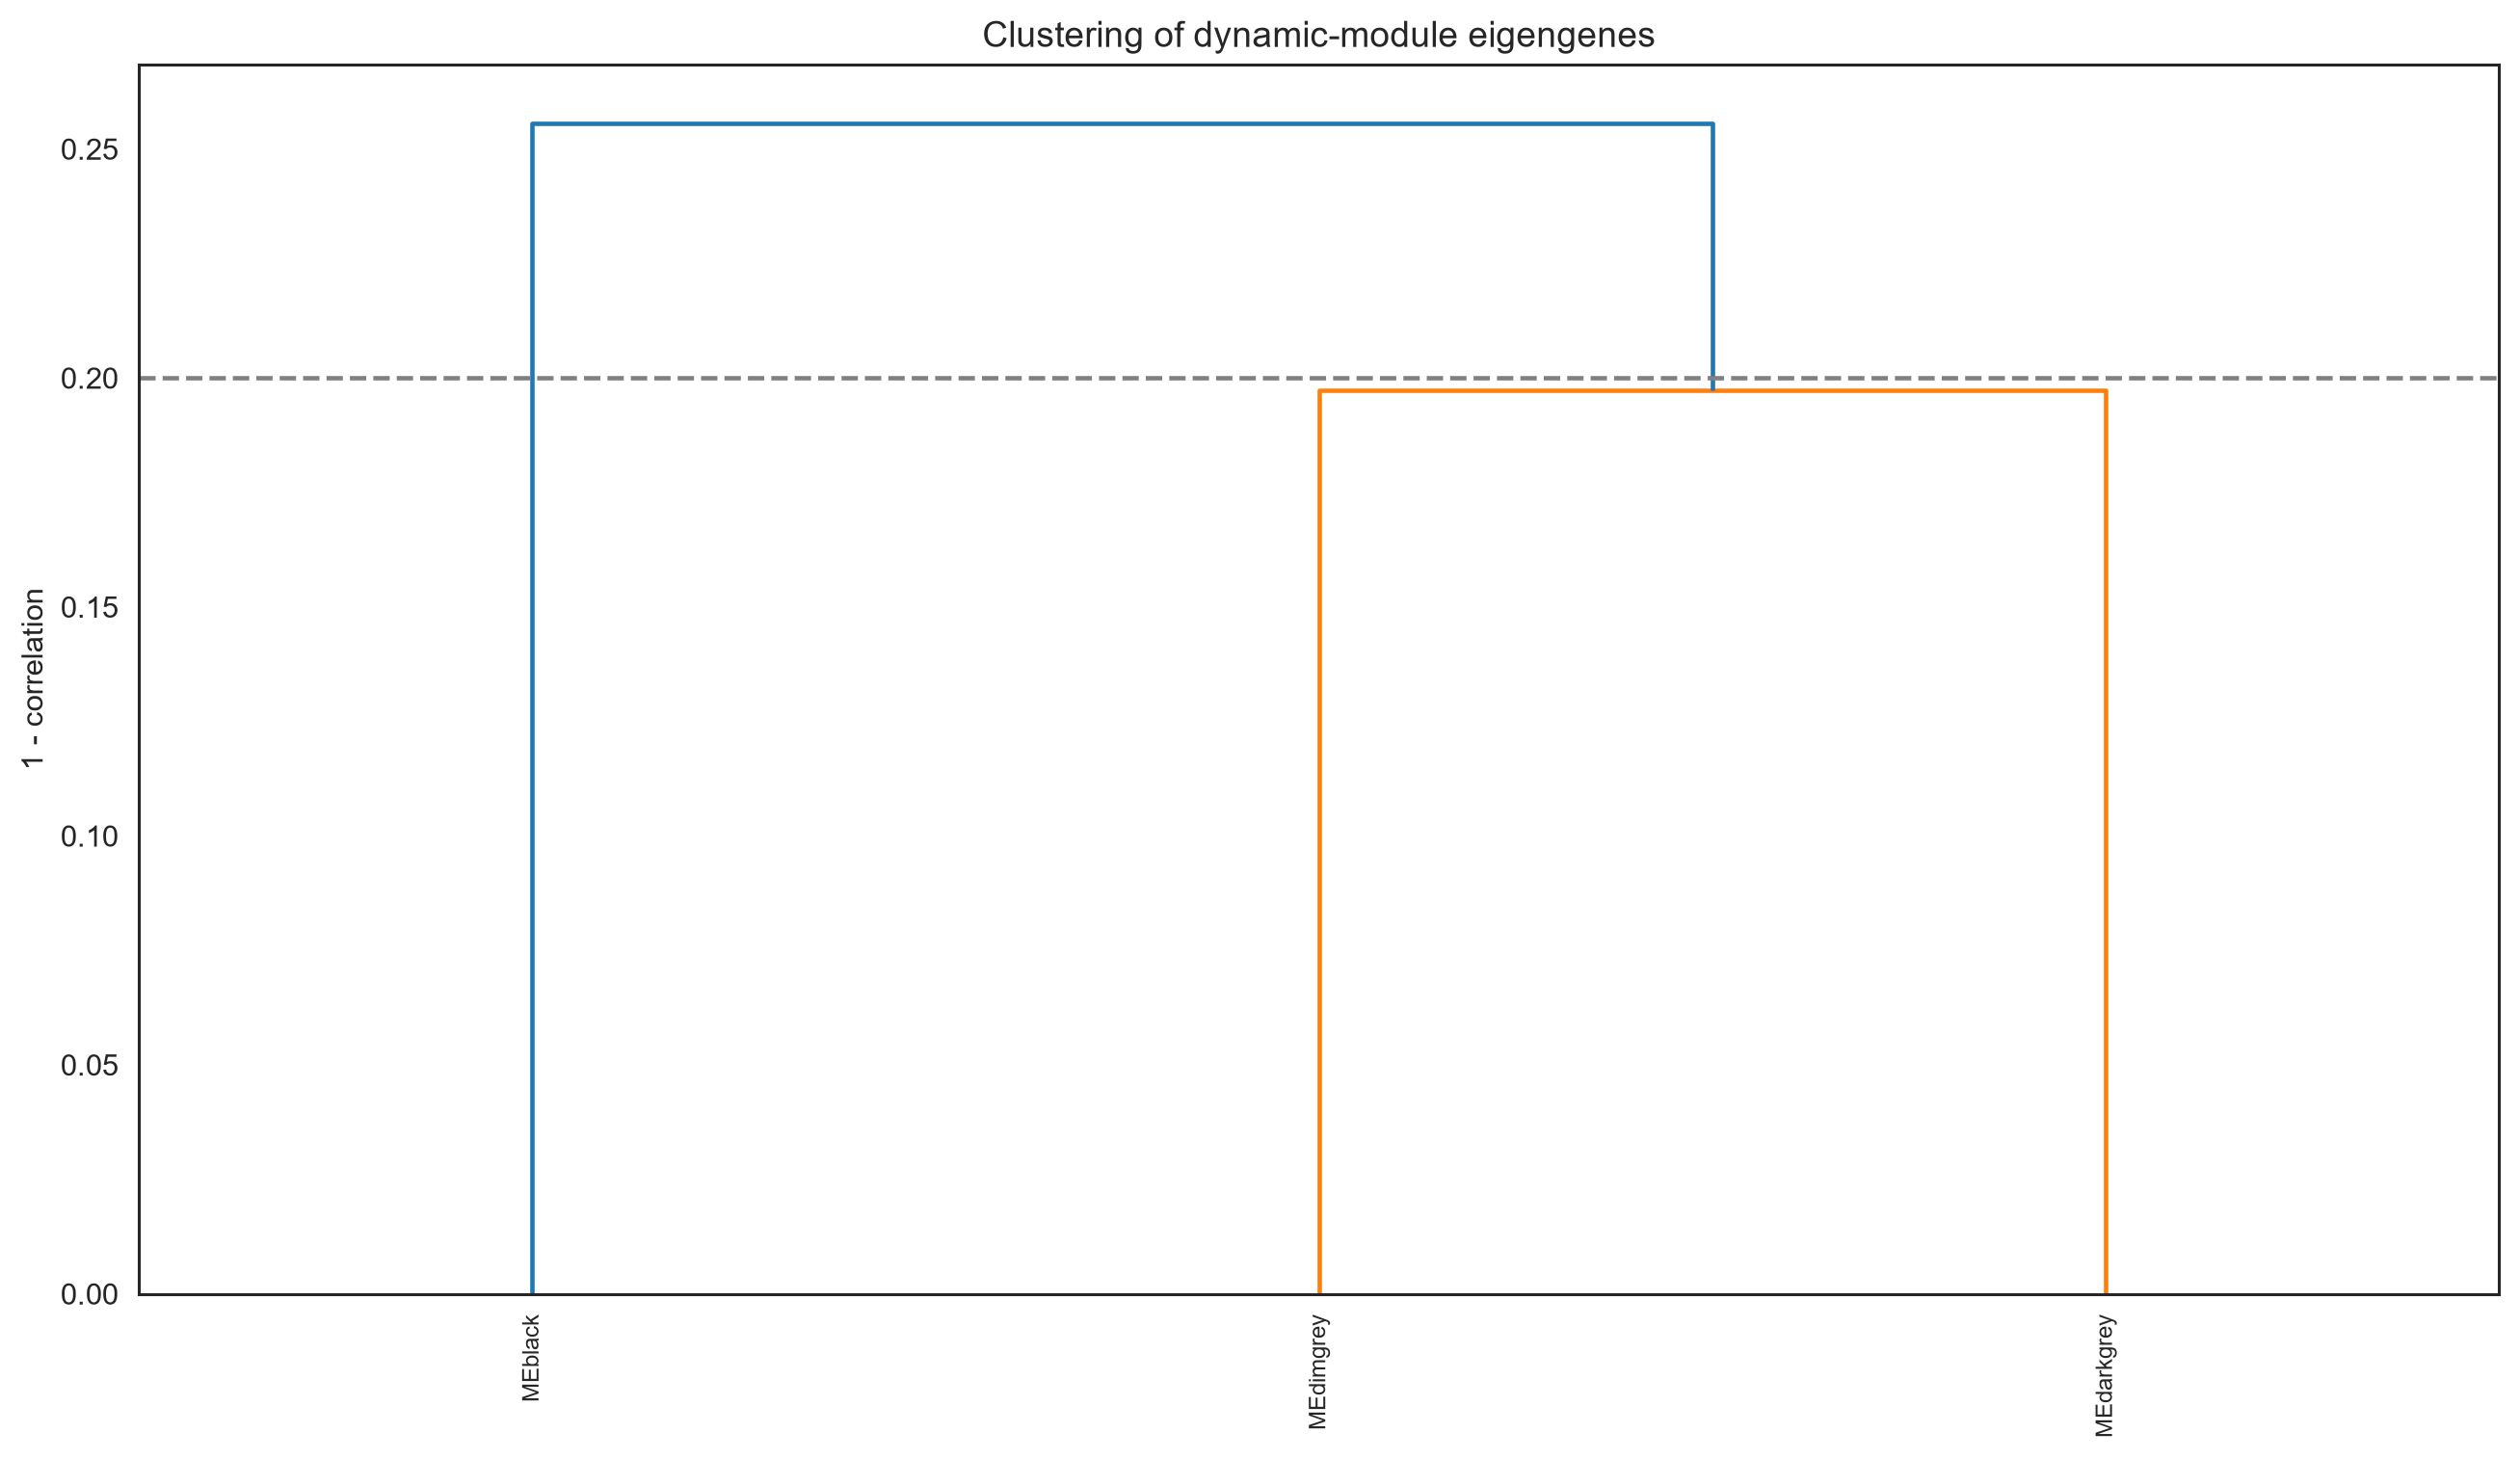 Clustering of dynamic-module eigengenes
1 - correlation
0.25
0.20
0.15
0.10
0.05
0.00
MEblack
MEdimgrey
MEdarkgrey